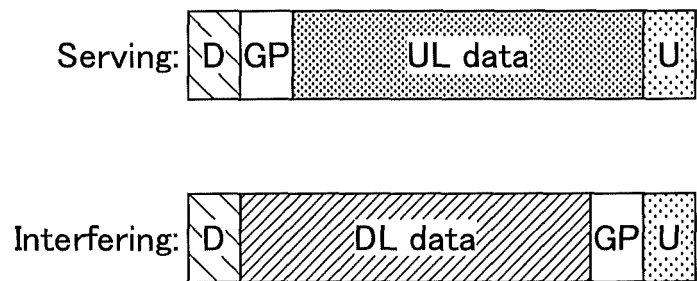 Serving: D GP UL data U
Interfering: D DL data GP U